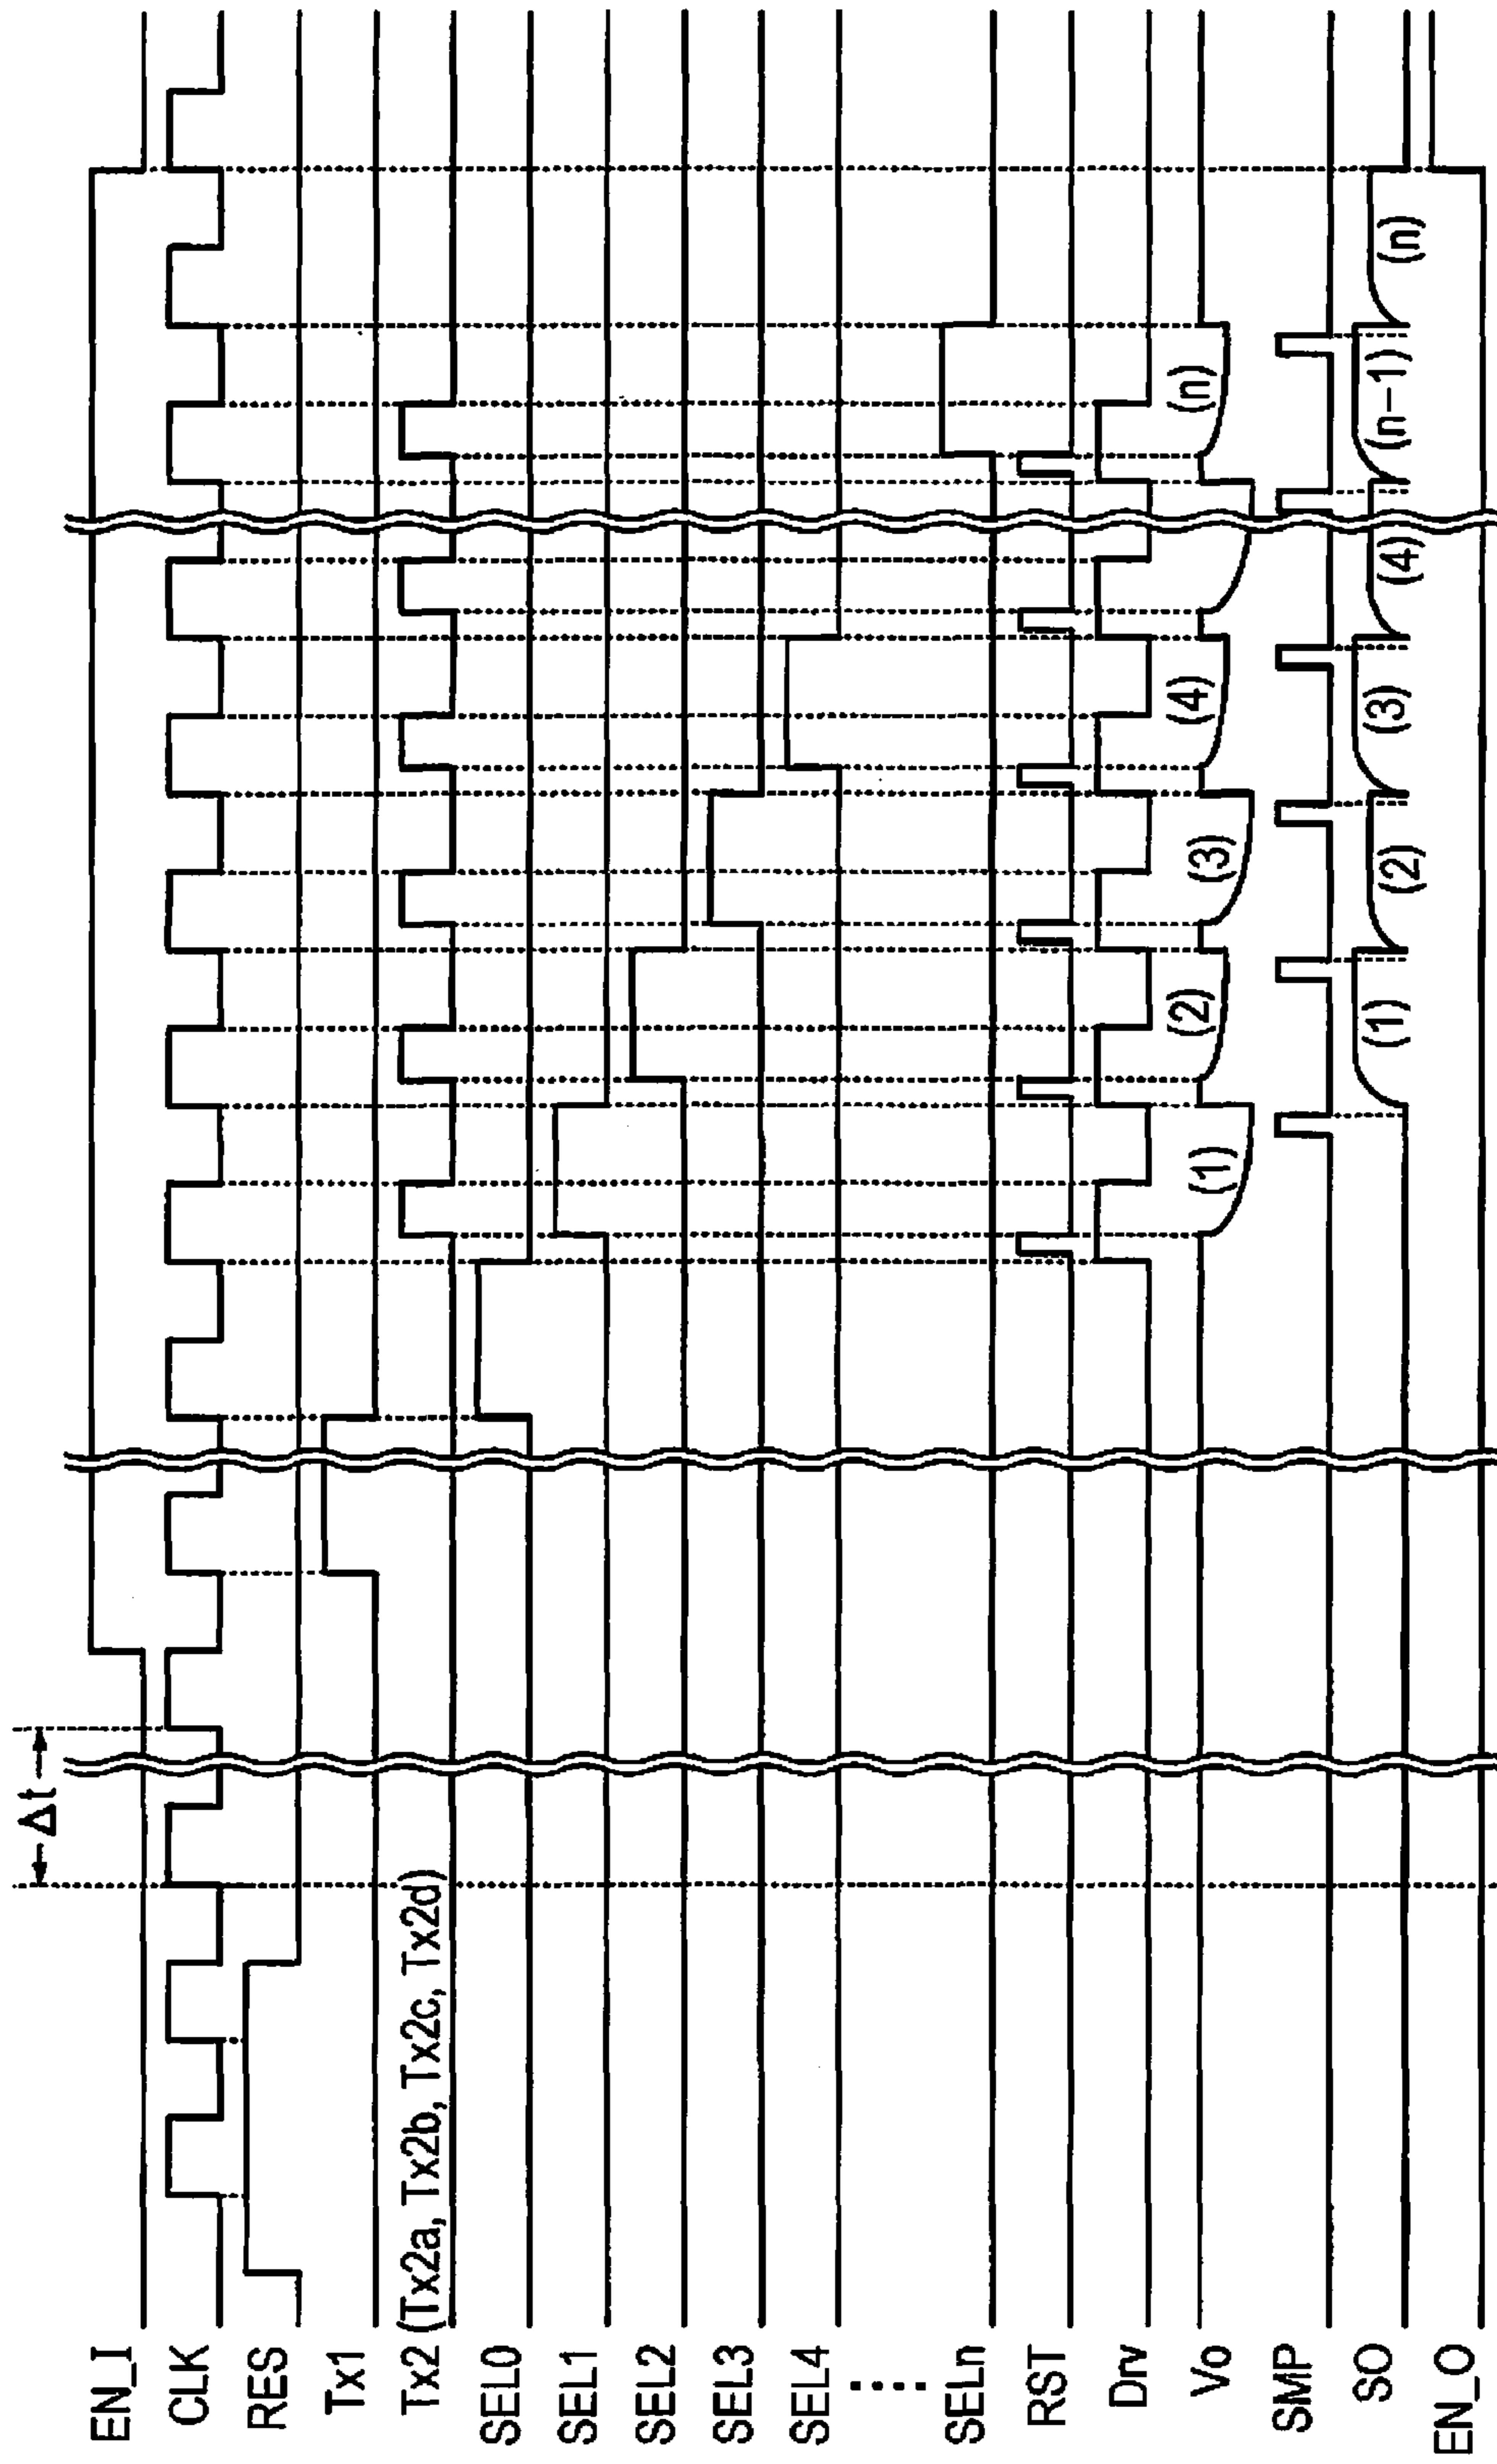 Δt
EN_I
CLK
RES
Tx1
Tx2 (Tx2a, Tx2b, Tx2c, Tx2d)
SEL0
SEL1
SEL2
SEL3
SEL4
SELn
RST
Drv
Vo
(1) (2) (3) (4) (n)
SMP
SO
(1) (2) (3) (4) (n-1) (n)
EN_O